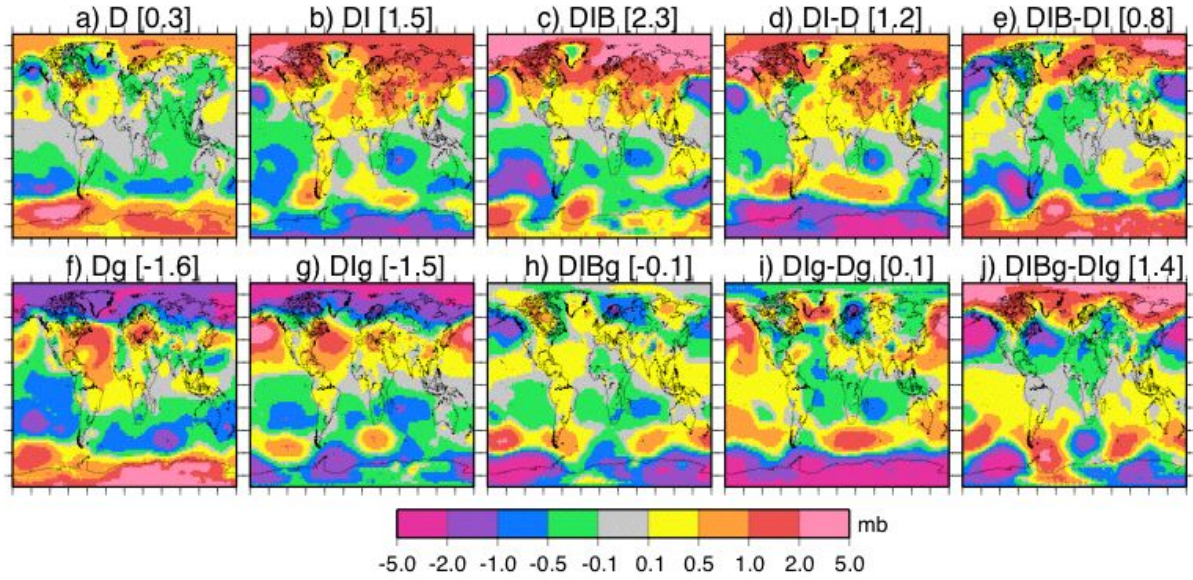 a) D [0.3] b) DI [1.5] c) DIB [2.3] d) DI-D [1.2] e) DIB-DI [0.8]
f) Dg [-1.6] g) DIg [-1.5] h) DIBg [-0.1] i) DIg-Dg [0.1] j) DIBg-DIg [1.4]
mb
-5.0 -2.0 -1.0 -0.5 -0.1 0.1 0.5 1.0 2.0 5.0